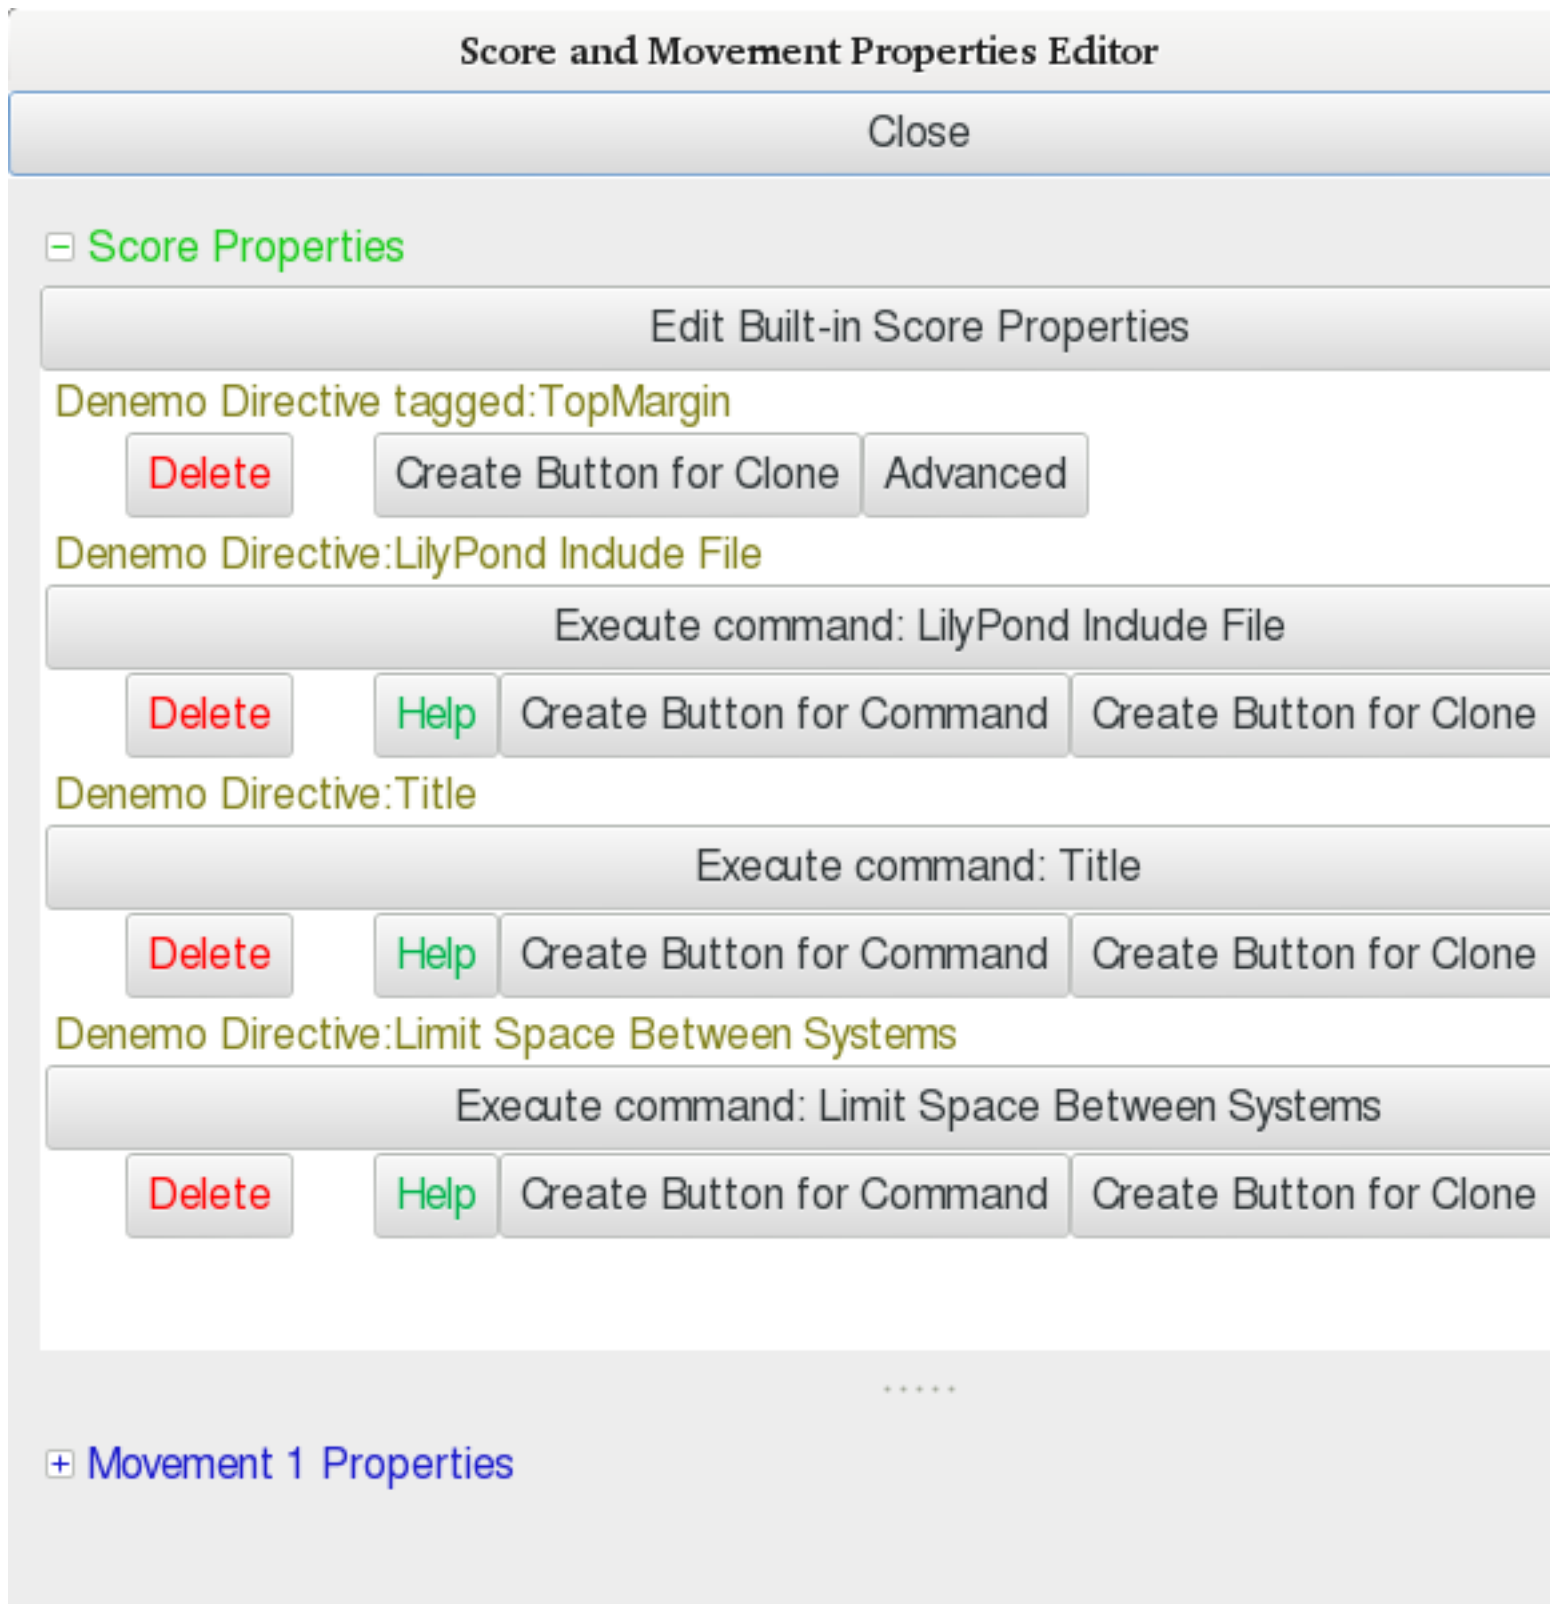 Score and Movement Properties Editor
Close
Score Properties
Edit Built-in Score Properties
Denemo Directive tagged:TopMargin
Delete Create Button for Clone Advanced
Denemo Directive:LilyPond Include File
Execute command: LilyPond Include File
Delete Help Create Button for Command Create Button for Clone
Denemo Directive:Title
Execute command: Title
Delete Help Create Button for Command Create Button for Clone
Denemo Directive:Limit Space Between Systems
Execute command: Limit Space Between Systems
Delete Help Create Button for Command Create Button for Clone
Movement 1 Properties